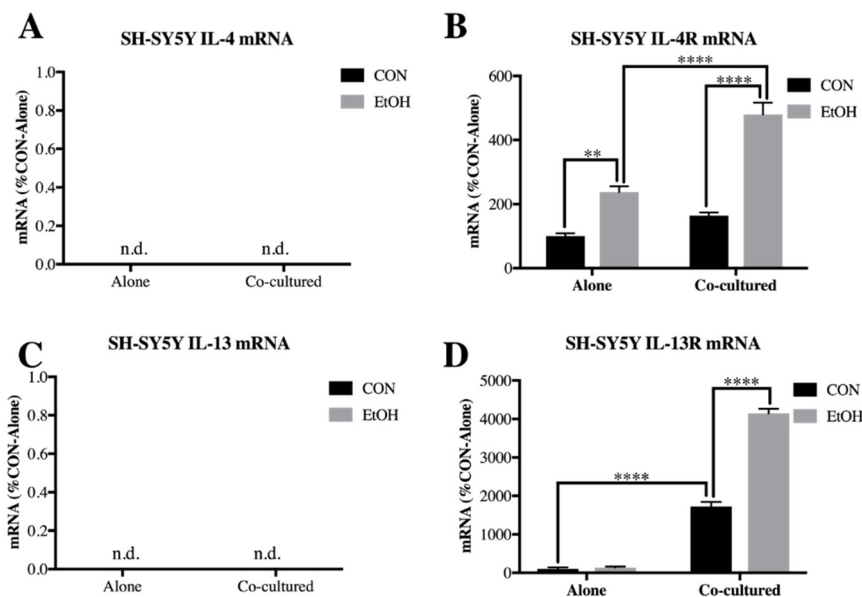 A
SH-SY5Y IL-4 mRNA
mRNA (%CON-Alone)
1.0
0.8
0.6
0.4
0.2
0.0
n.d.
n.d.
Alone
Co-cultured
CON
EtOH
B
SH-SY5Y IL-4R mRNA
mRNA (%CON-Alone)
600
400
200
0
**
****
****
Alone
Co-cultured
CON
EtOH
C
SH-SY5Y IL-13 mRNA
mRNA (%CON-Alone)
1.0
0.8
0.6
0.4
0.2
0.0
n.d.
n.d.
Alone
Co-cultured
CON
EtOH
D
SH-SY5Y IL-13R mRNA
mRNA (%CON-Alone)
5000
4000
3000
2000
1000
0
****
****
Alone
Co-cultured
CON
EtOH